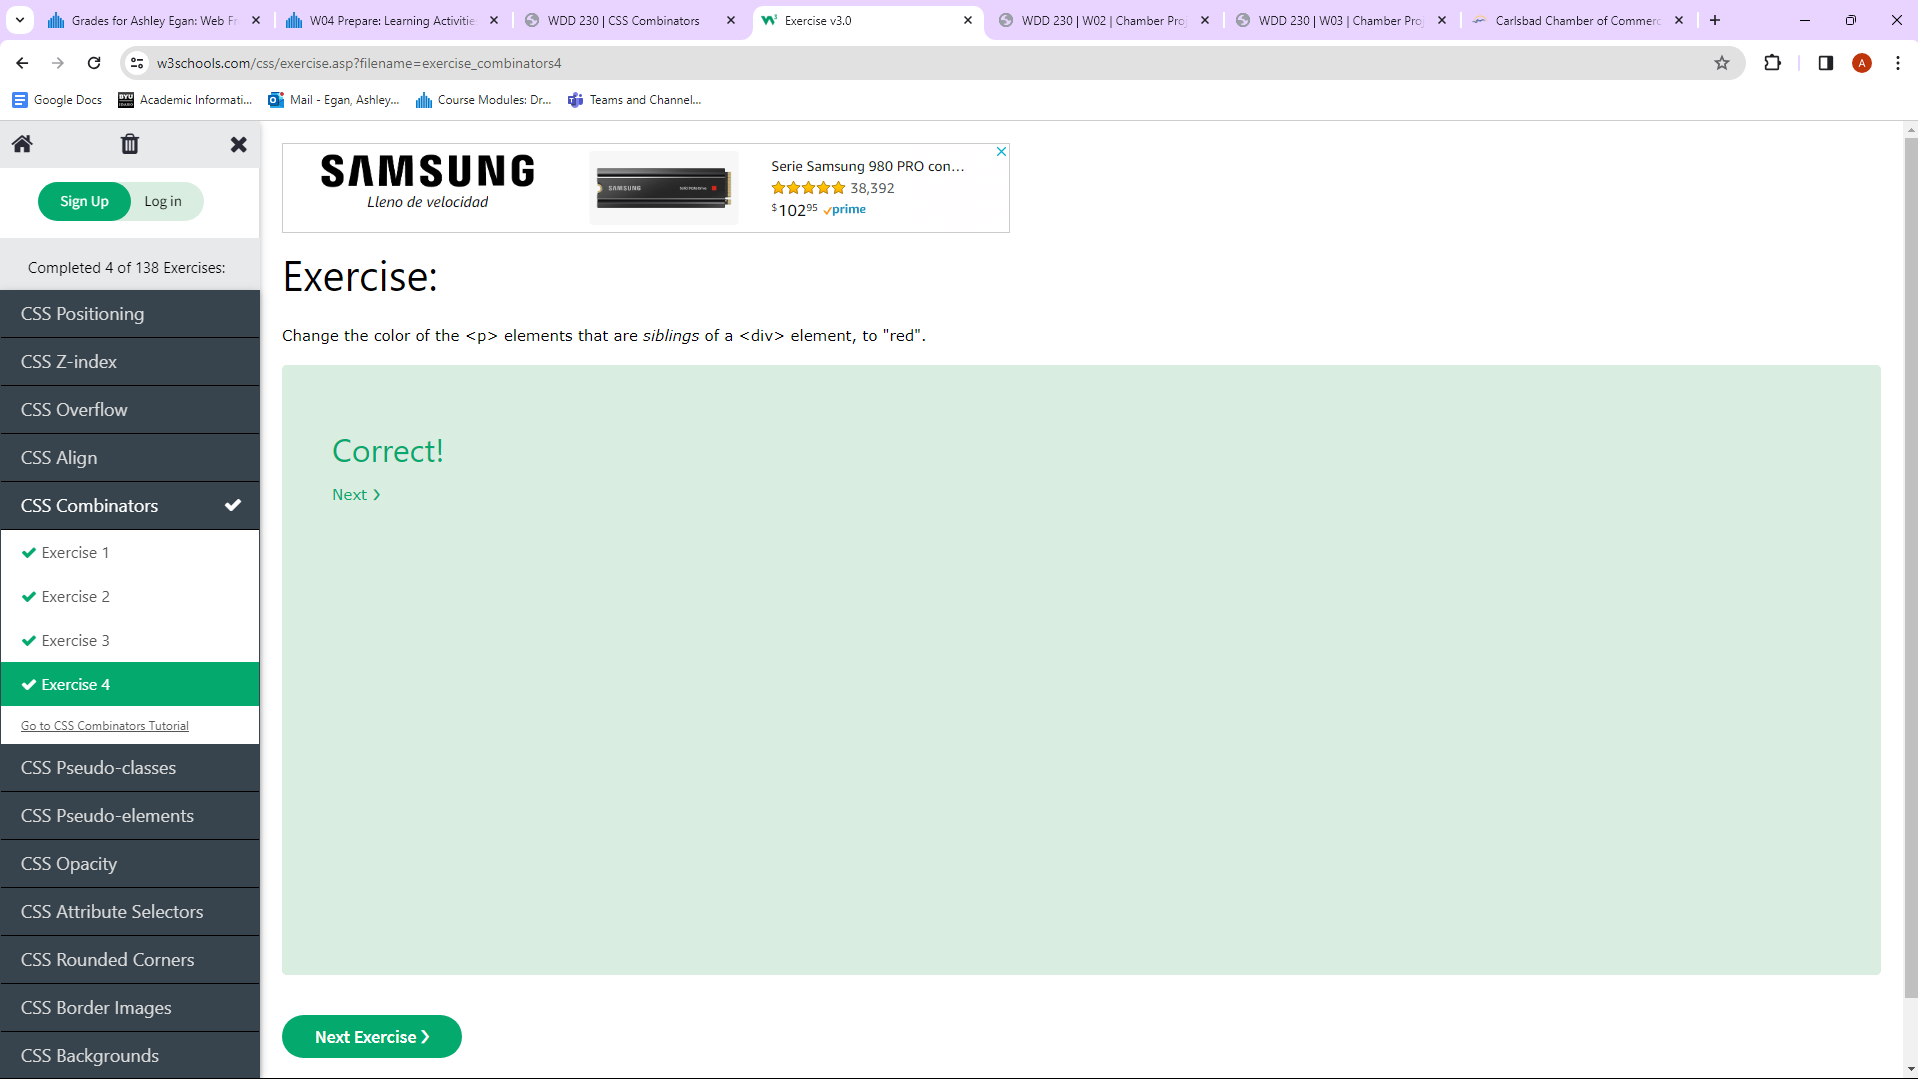 Grades for Ashley Egan: Web Fr
W04 Prepare: Learning Activitie
WDD 230 | CSS Combinators
Exercise v3.0
WDD 230 | W02 | Chamber Proj
WDD 230 | W03 | Chamber Proj
Carlsbad Chamber of Commerc
w3schools.com/css/exercise.asp?filename=exercise_combinators4
A
Google Docs
BYU
IDAHO
Academic Informati...
Mail - Egan, Ashley...
Course Modules: Dr...
Teams and Channel...
Sign Up
Log in
Completed 4 of 138 Exercises:
CSS Positioning
CSS Z-index
CSS Overflow
CSS Align
CSS Combinators
Exercise 1
Exercise 2
Exercise 3
Exercise 4
Go to CSS Combinators Tutorial
CSS Pseudo-classes
CSS Pseudo-elements
CSS Opacity
CSS Attribute Selectors
CSS Rounded Corners
CSS Border Images
CSS Backgrounds
SAMSUNG
Lleno de velocidad
SAMSUNG
Serie Samsung 980 PRO con...
38,392
$10295 prime
Exercise:
Change the color of the <p> elements that are siblings of a <div> element, to "red".
Correct!
Next ❯
Next Exercise ❯